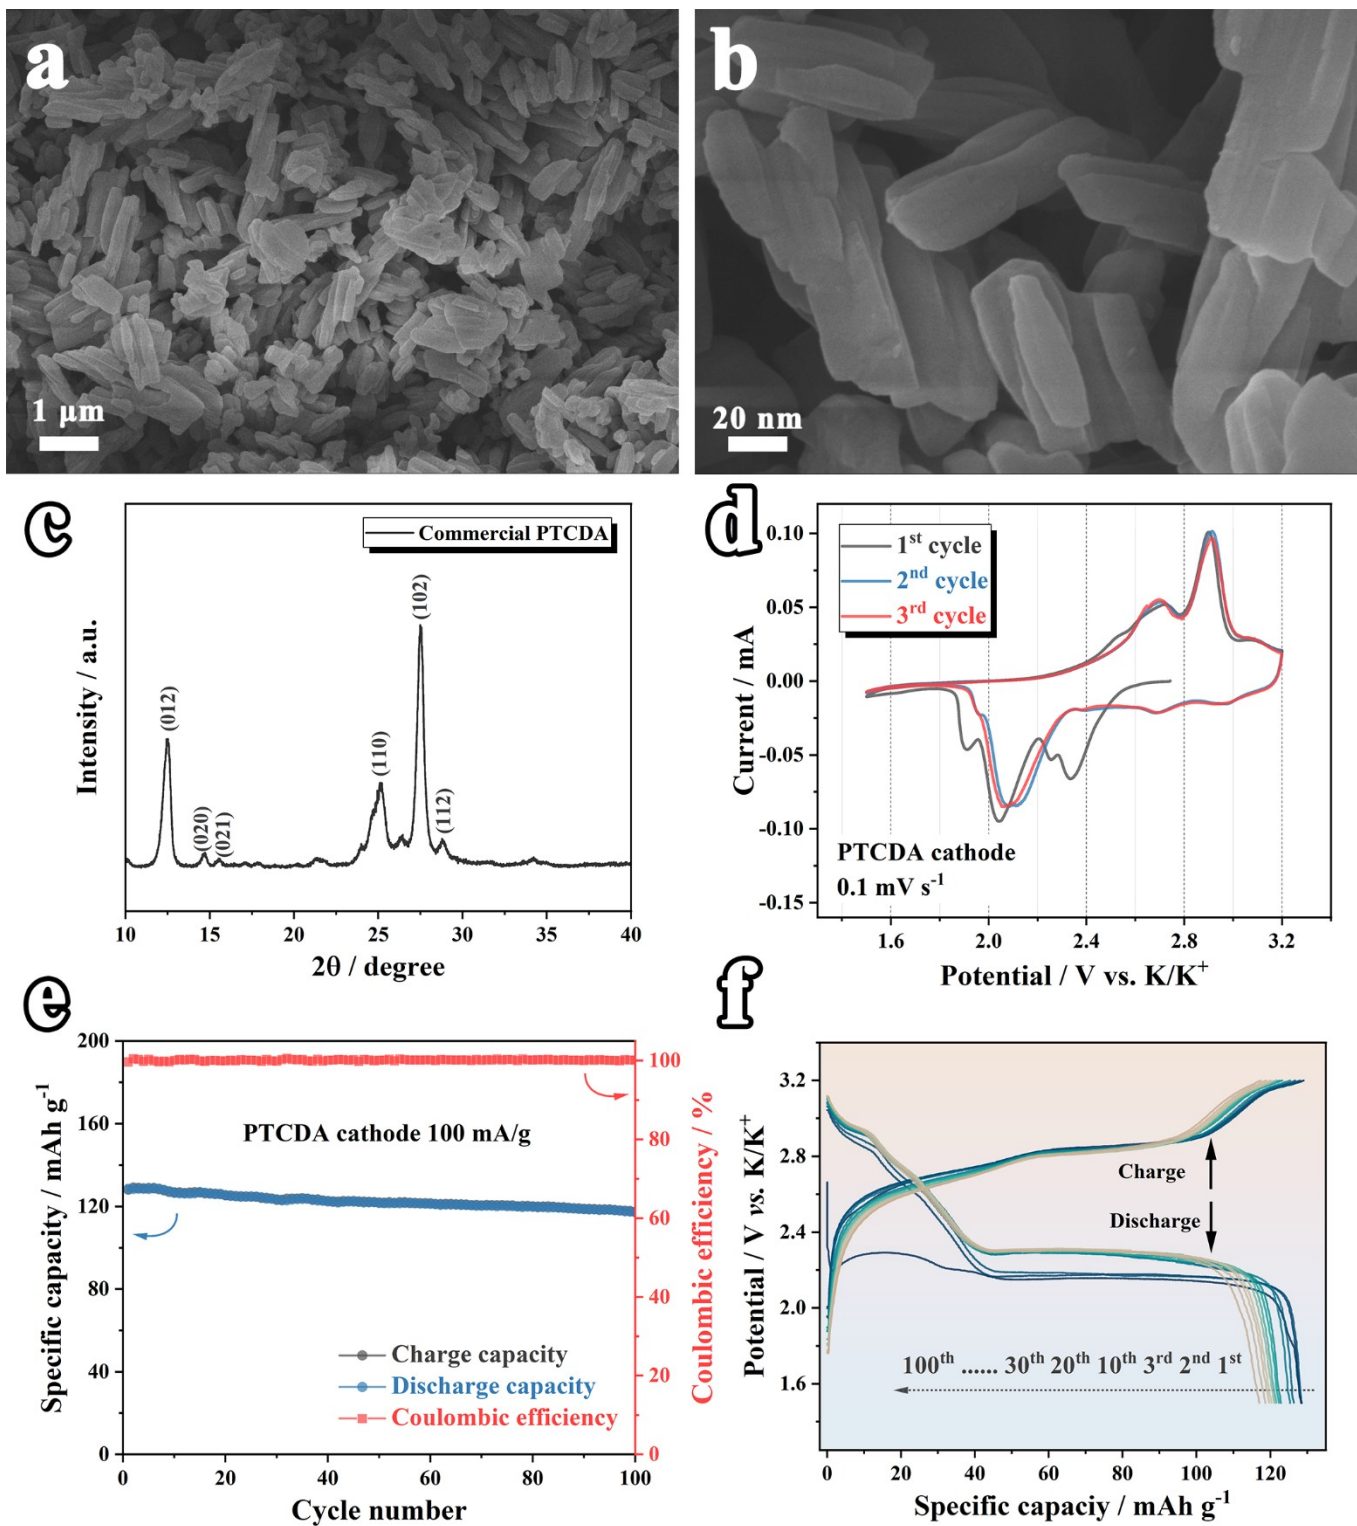 a
1 μm
b
20 nm
c
Commercial PTCDA
(012)
(020)
(021)
(110)
(102)
(112)
Intensity / a.u.
10 15 20 25 30 35 40
2θ / degree
d
1st cycle
2nd cycle
3rd cycle
0.10
0.05
0.00
-0.05
-0.10
-0.15
Current / mA
PTCDA cathode
0.1 mV s-1
1.6 2.0 2.4 2.8 3.2
Potential / V vs. K/K+
e
200
160
120
80
40
0
Specific capacity / mAh g-1
PTCDA cathode 100 mA/g
Charge capacity
Discharge capacity
Coulombic efficiency
100
80
60
40
20
0
Coulombic efficiency / %
0 20 40 60 80 100
Cycle number
f
3.2
2.8
2.4
2.0
1.6
Potential / V vs. K/K+
Charge
Discharge
100th ...... 30th 20th 10th 3rd 2nd 1st
0 20 40 60 80 100 120
Specific capaciy / mAh g-1